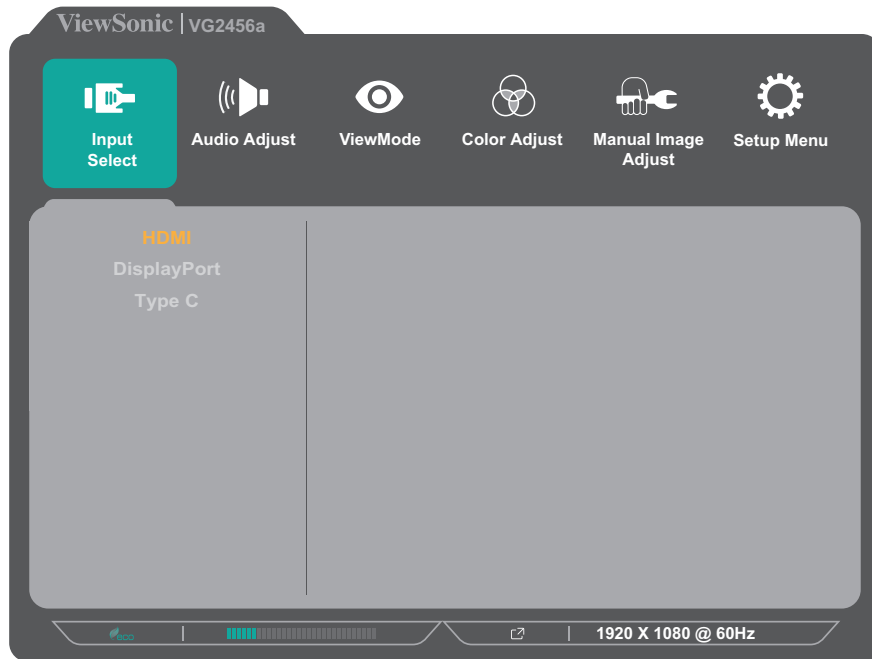 ViewSonic | VG2456a
Input
Select
Audio Adjust
ViewMode
Color Adjust
Manual Image
Adjust
Setup Menu
HDMI
DisplayPort
Type C
eco
1920 X 1080 @ 60Hz